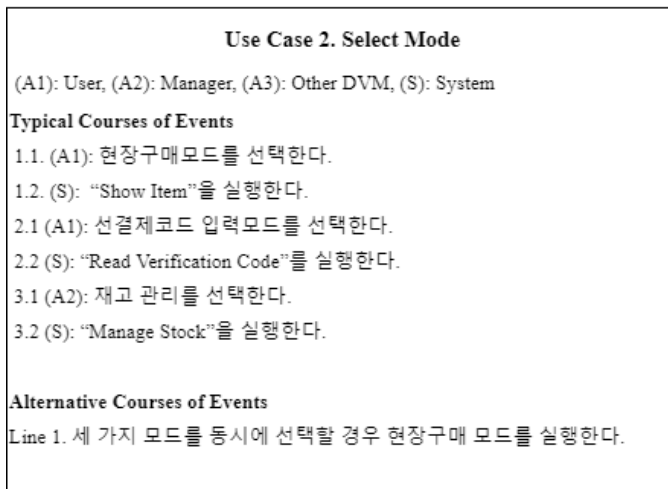 Use Case 2. Select Mode
(A1): User, (A2): Manager, (A3): Other DVM, (S): System
Typical Courses of Events
1.1. (A1): 현장구매모드를 선택한다.
1.2. (S): “Show Item”을 실행한다.
2.1 (A1): 선결제코드 입력모드를 선택한다.
2.2 (S): “Read Verification Code”를 실행한다.
3.1 (A2): 재고 관리를 선택한다.
3.2 (S): “Manage Stock”을 실행한다.
Alternative Courses of Events
Line 1. 세 가지 모드를 동시에 선택할 경우 현장구매 모드를 실행한다.